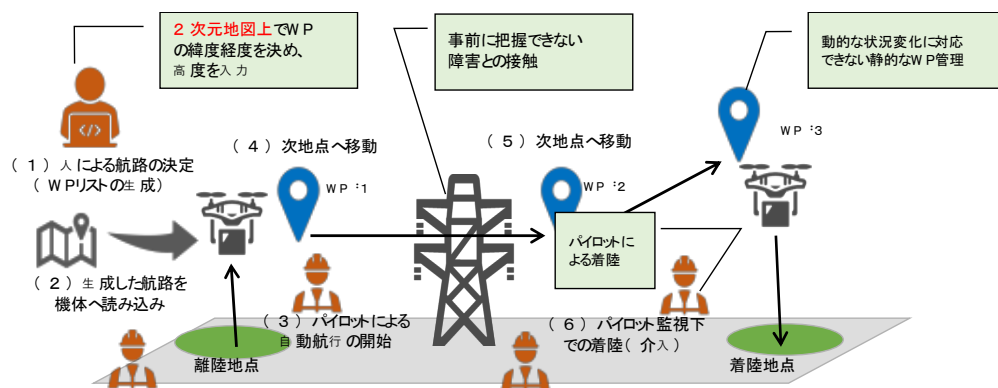 ２次元地図上でＷＰ
の緯度経度を決め、
高度を入力
事前に把握できない
障害との接触
動的な状況変化に対応
できない静的なＷＰ管理
（１）人による航路の決定
（ＷＰリストの生成）
（４）次地点へ移動
ＷＰ：1
（５）次地点へ移動
ＷＰ：2
ＷＰ：3
（２）生成した航路を
機体へ読み込み
パイロットに
よる着陸
（３）パイロットによる
自動航行の開始
（６）パイロット監視下
での着陸（介入）
離陸地点
着陸地点